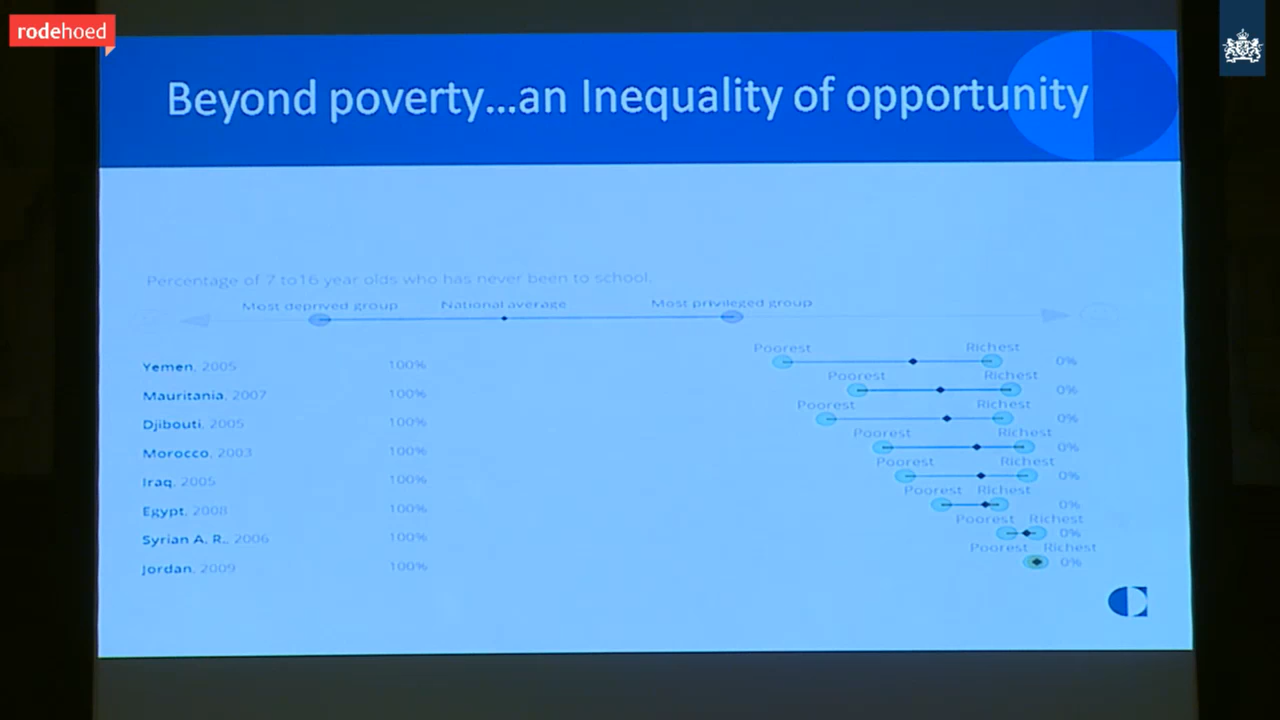 rodehoed
Beyond poverty...an Inequality of opportunity
Percentage of 7 to16 year olds who has never been to school.
Most deprived group National average Most privileged group
Poorest Richest
Yemen, 2005 100% 0%
Poorest Richest
Mauritania, 2007 100% 0%
Poorest Richest
Djibouti, 2005 100% 0%
Poorest Richest
Morocco, 2003 100% 0%
Poorest Richest
Iraq, 2005 100% 0%
Poorest Richest
Egypt, 2008 100% 0%
Poorest Richest
Syrian A. R., 2006 100% 0%
Poorest Richest
Jordan, 2009 100% 0%